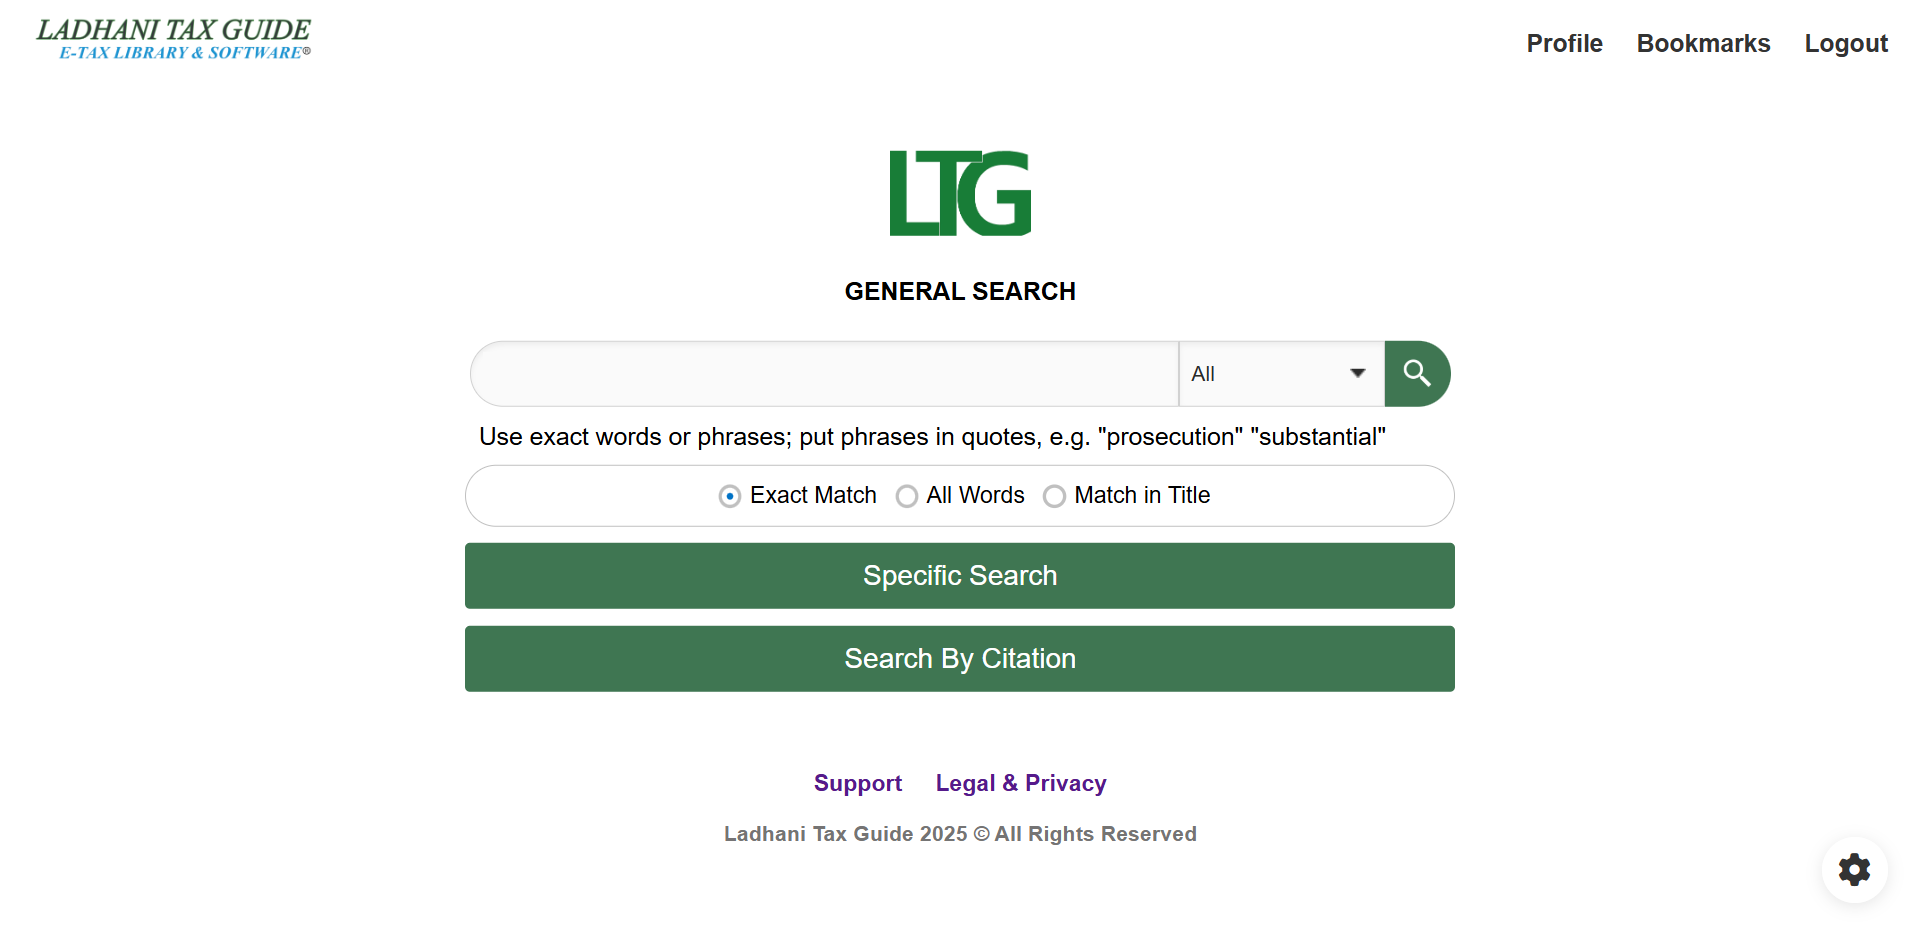 LADHANI TAX GUIDE
E-TAX LIBRARY & SOFTWARE®
Profile Bookmarks Logout
LTG
GENERAL SEARCH
All
Use exact words or phrases; put phrases in quotes, e.g. "prosecution" "substantial"
Exact Match All Words Match in Title
Specific Search
Search By Citation
Support Legal & Privacy
Ladhani Tax Guide 2025 © All Rights Reserved